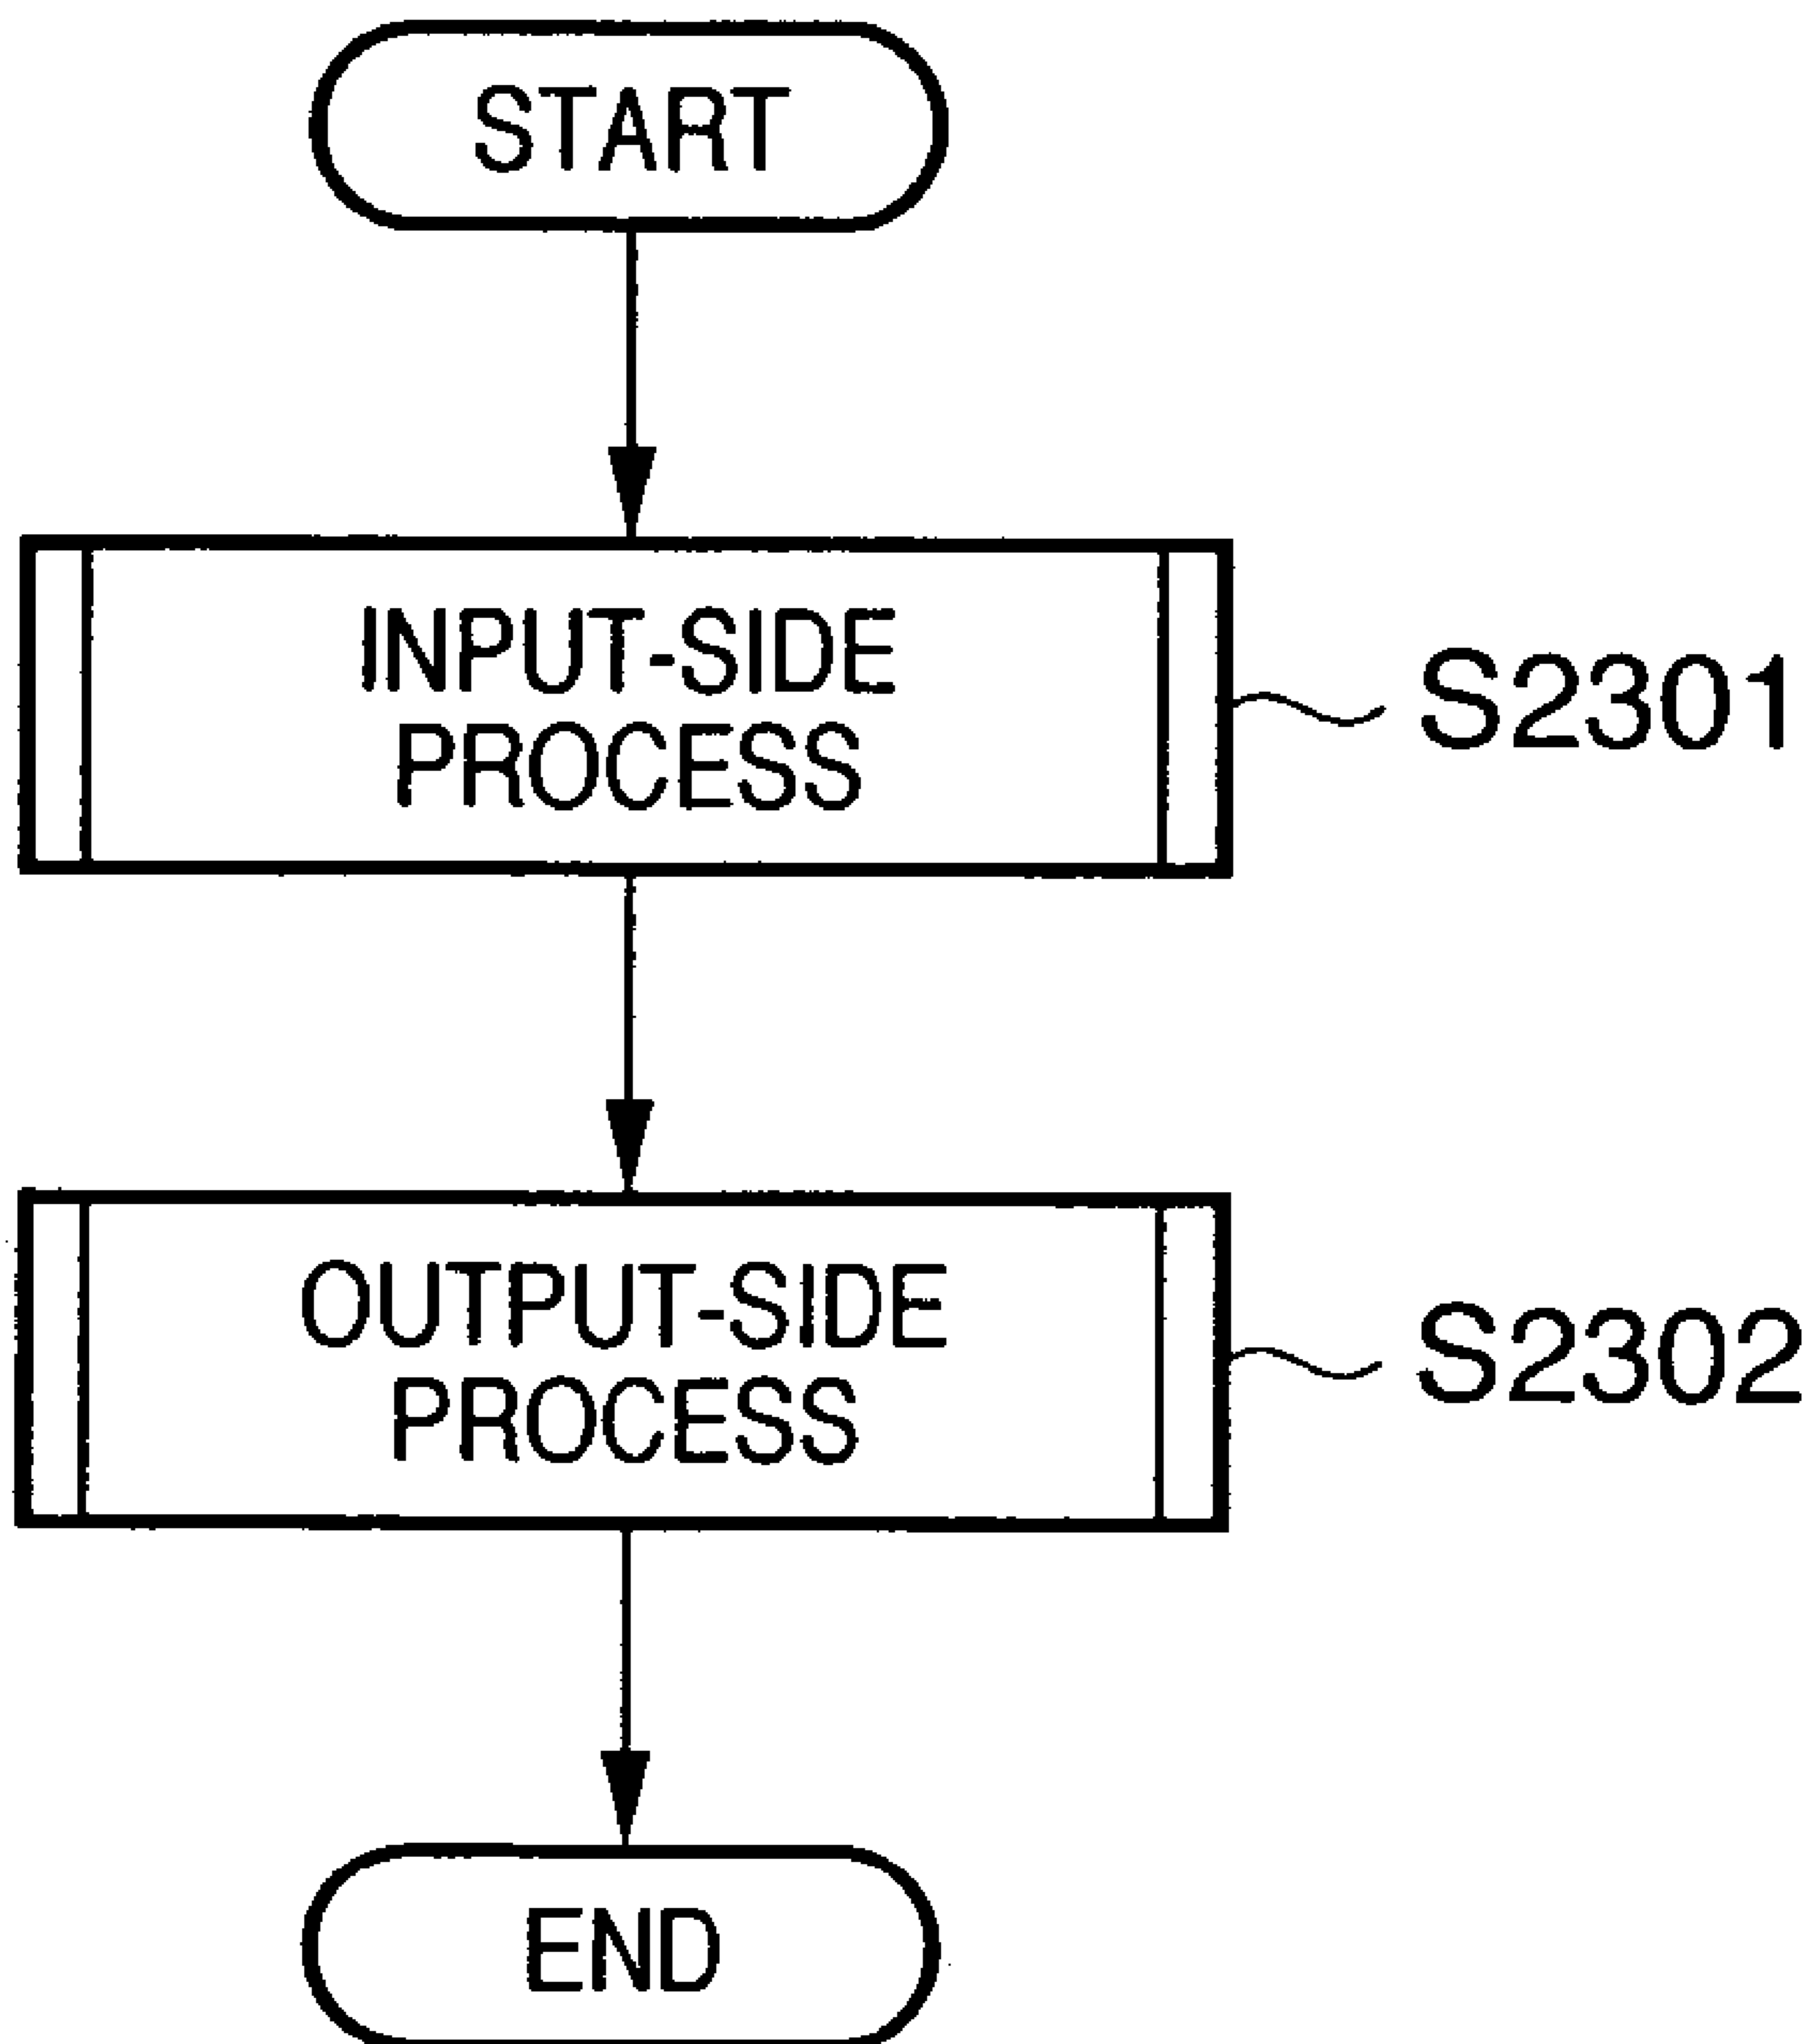 START
INPUT-SIDE
PROCESS
S2301
OUTPUT-SIDE
PROCESS
S2302
END